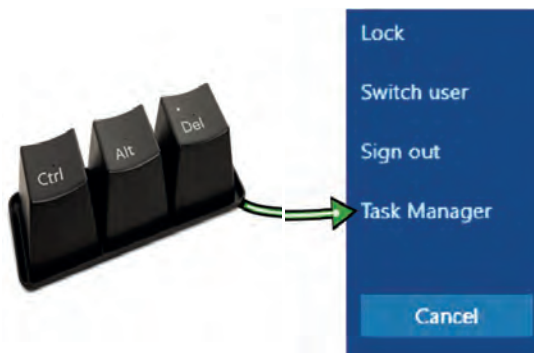 Ctrl
Alt
Del
Lock
Switch user
Sign out
Task Manager
Cancel